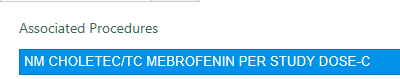 Associated Procedures
NM CHOLETEC/TC MEBROFENIN PER STUDY DOSE-C